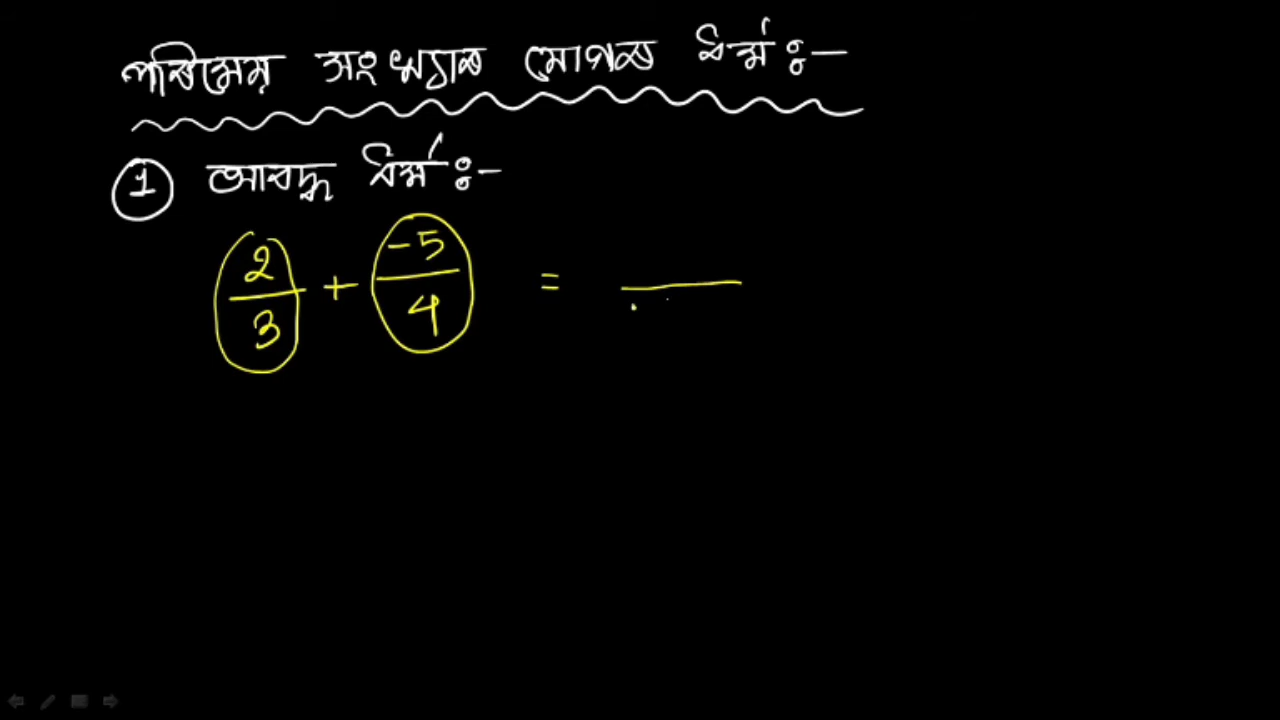 পৰিমেয় সংখ্যাৰ যোগৰ ধৰ্ম:-
1 আবদ্ধ ধৰ্ম:-
2/3 + -5/4 =